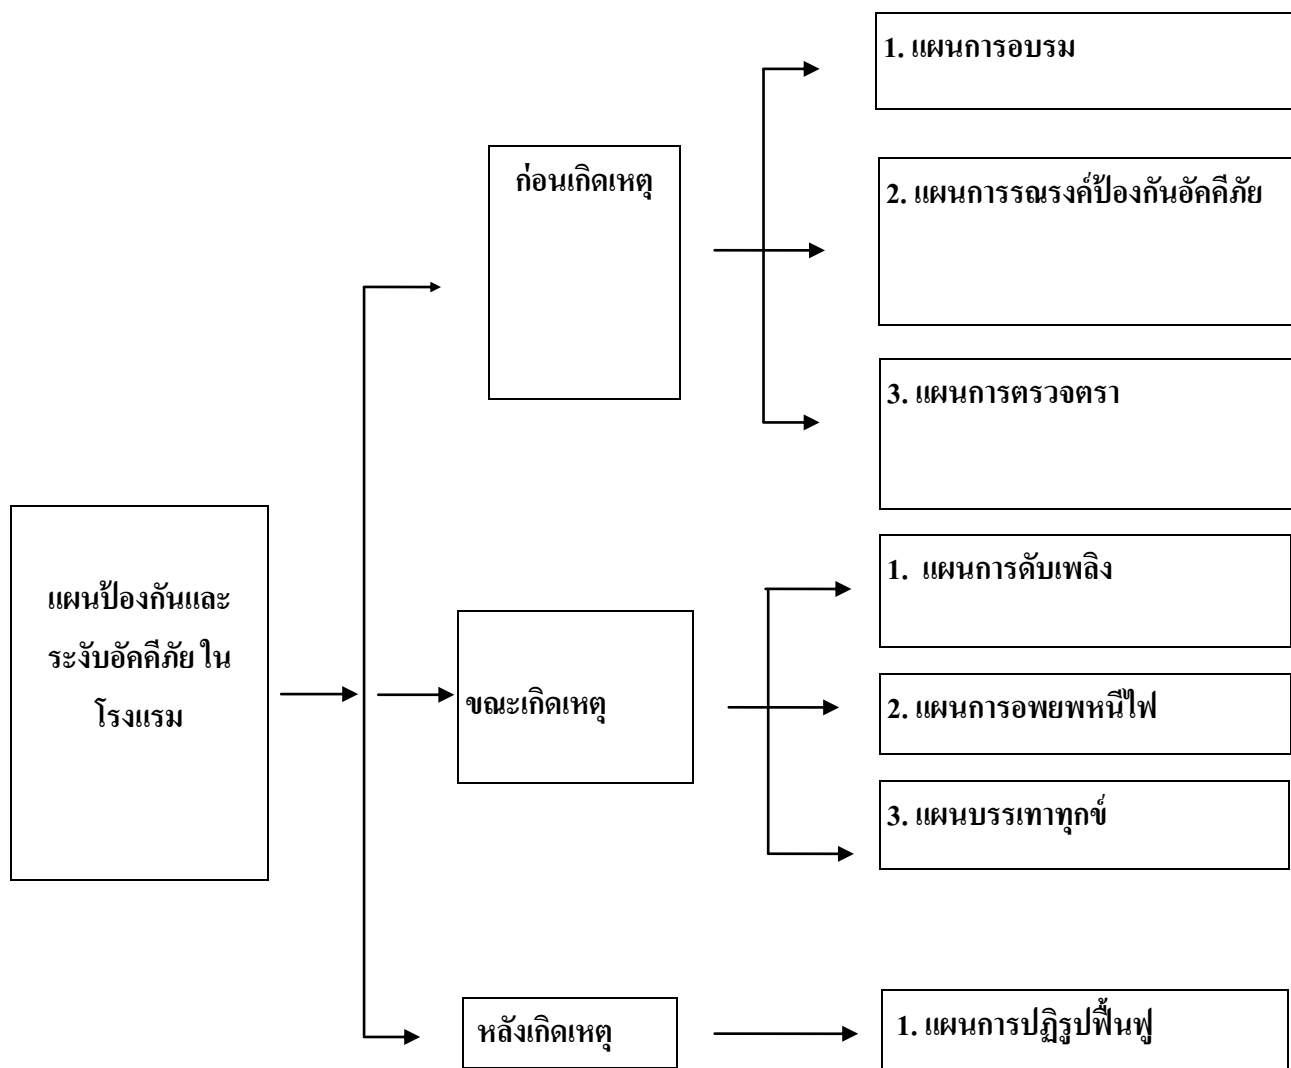 แผนป้องกันและ
ระงับอัคคีภัย ใน
โรงแรม
ก่อนเกิดเหตุ
1. แผนการอบรม
2. แผนการรณรงค์ป้องกันอัคคีภัย
3. แผนการตรวจตรา
ขณะเกิดเหตุ
1. แผนการดับเพลิง
2. แผนการอพยพหนีไฟ
3. แผนบรรเทาทุกข์
หลังเกิดเหตุ
1. แผนการปฏิรูปฟื้นฟู